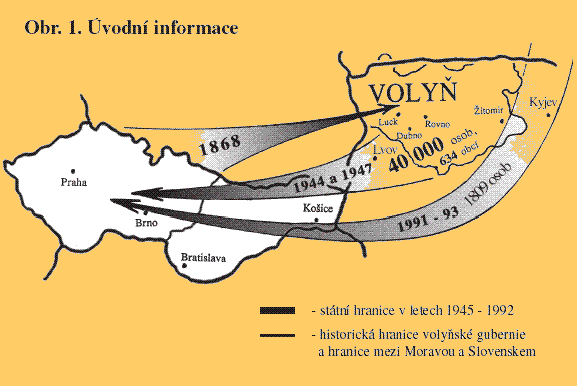 Obr. 1. Úvodní informace
VOLYŇ
Kyjev
Žitomir
Luck
Rovno
Dubno
1868
Lvov
40 000 osob,
634 obcí
1944 a 1947
1809 osob
Praha
Košice
1991 - 93
Brno
Bratislava
- státní hranice v letech 1945 - 1992
- historická hranice volyňské gubernie
a hranice mezi Moravou a Slovenskem